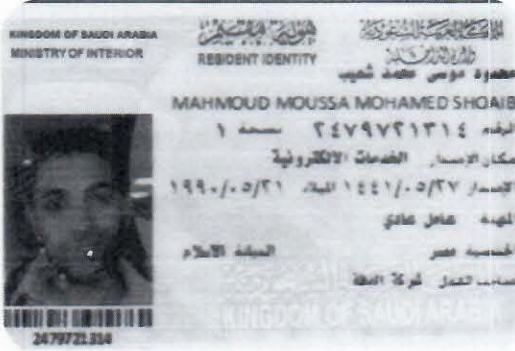 KINGDOM OF SAUDI ARABIA
MINISTRY OF INTERIOR
هوية مقيم
RESIDENT IDENTITY
المملكة العربية السعودية
وزارة الداخلية
محمود موسى محمد شعيب
MAHMOUD MOUSSA MOHAMED SHOAIB
الرقم ٢٤٧٩٧٢١٣١٤ نسخة ١
مكان الإصدار الخدمات الالكترونية
الإصدار ١٤٤١/٠٥/٢٧ الميلاد ١٩٩٠/٠٥/٢١
المهنة عامل عادي
الجنسية مصر الديانة الاسلام
صاحب العمل شركة
KINGDOM OF SAUDI ARABIA
2479721314